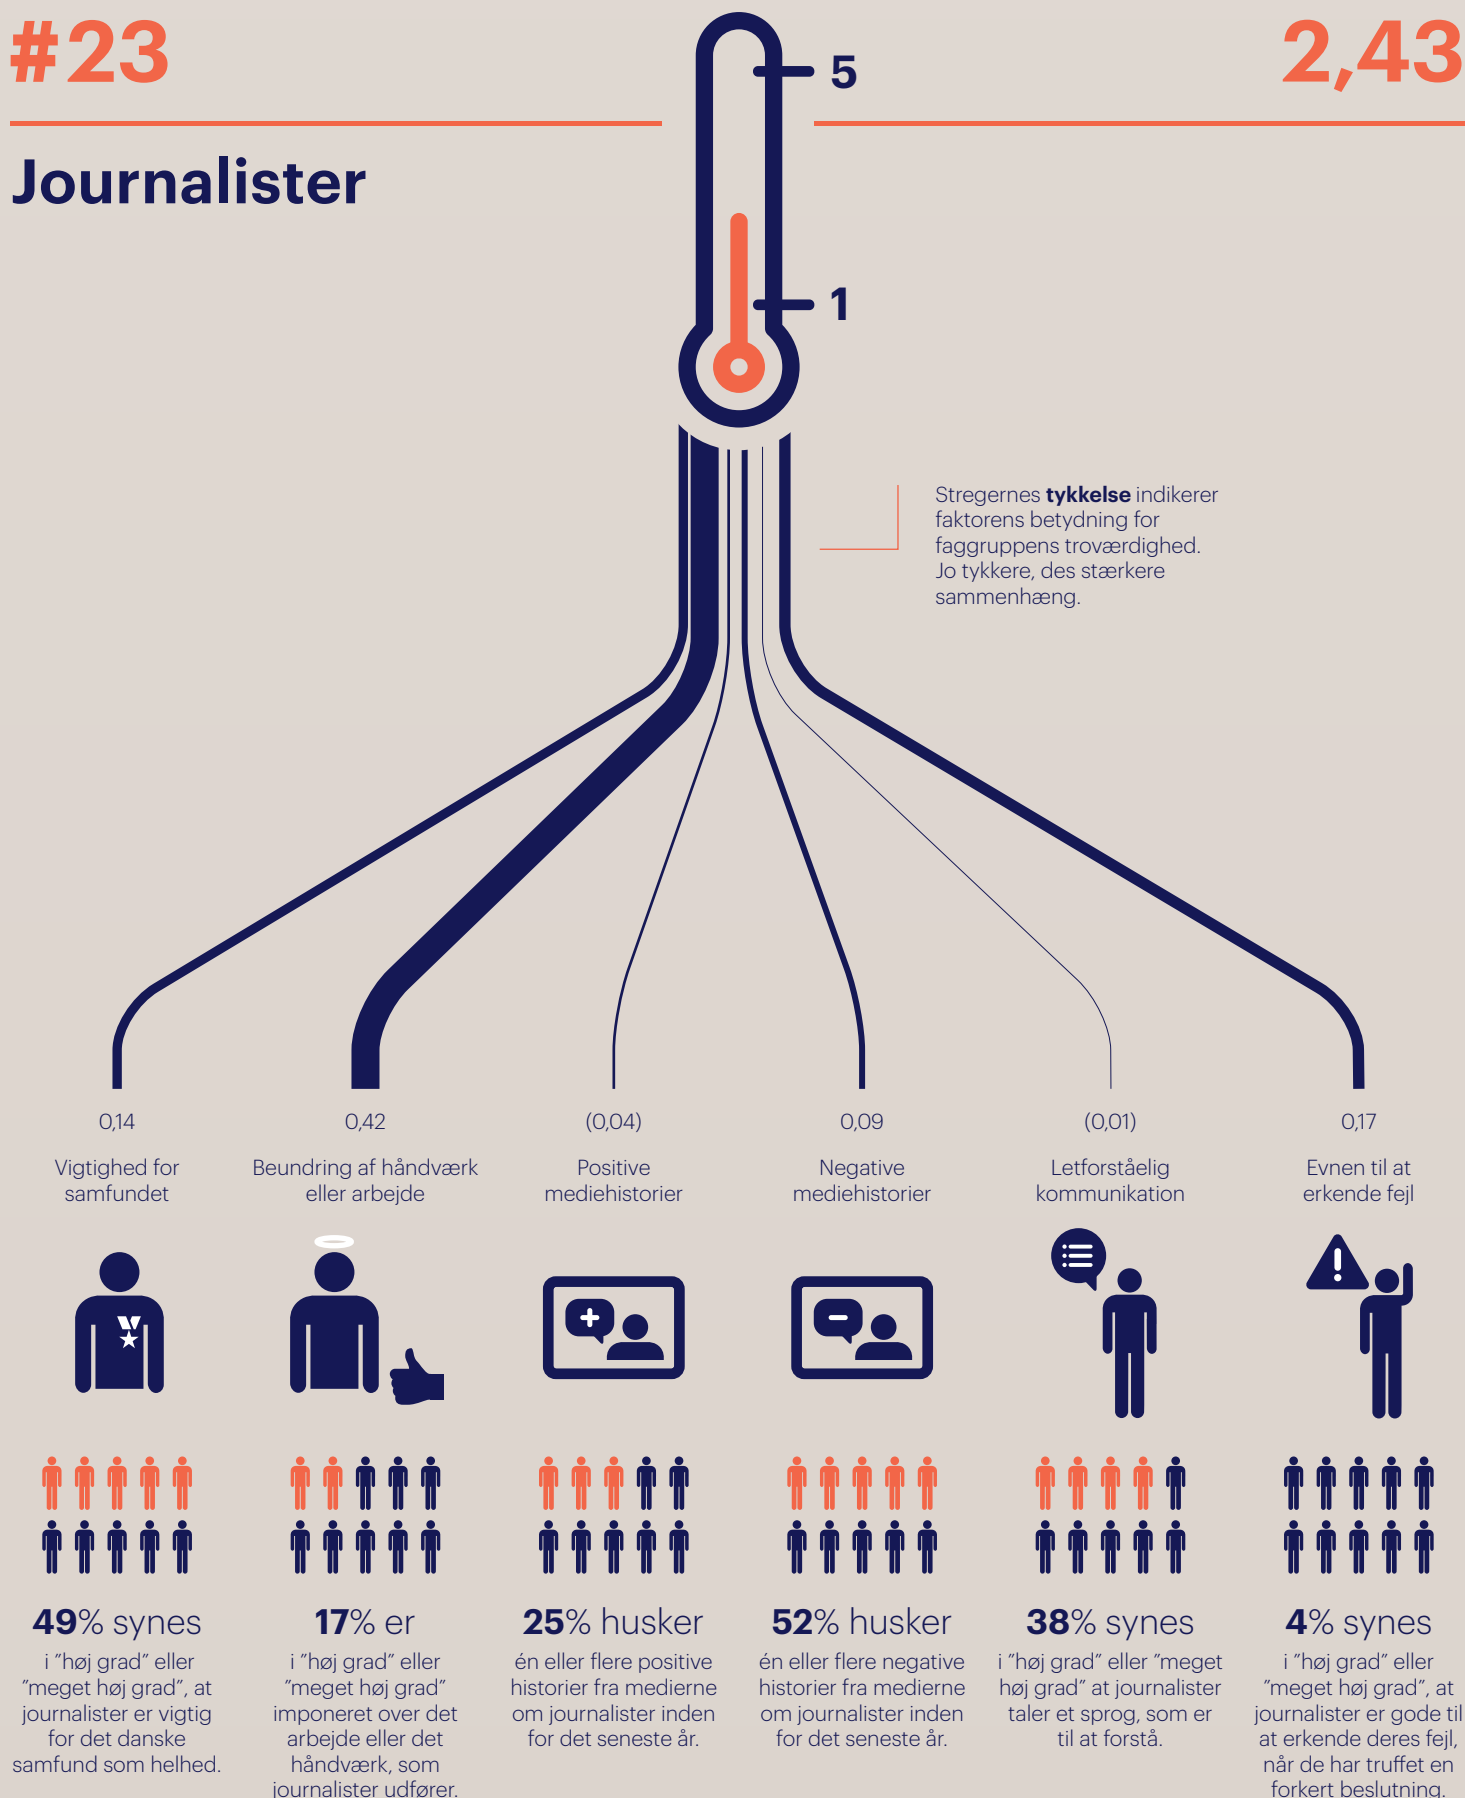 #23
2,43
Journalister
5
1
Stregernes tykkelse indikerer
faktorens betydning for
faggruppens troværdighed.
Jo tykkere, des stærkere
sammenhæng.
0,14
Vigtighed for
samfundet
0,42
Beundring af håndværk
eller arbejde
(0,04)
Positive
mediehistorier
0,09
Negative
mediehistorier
(0,01)
Letforståelig
kommunikation
0,17
Evnen til at
erkende fejl
49% synes
i ”høj grad” eller
”meget høj grad”, at
journalister er vigtig
for det danske
samfund som helhed.
17% er
i ”høj grad” eller
”meget høj grad”
imponeret over det
arbejde eller det
håndværk, som
journalister udfører.
25% husker
én eller flere positive
historier fra medierne
om journalister inden
for det seneste år.
52% husker
én eller flere negative
historier fra medierne
om journalister inden
for det seneste år.
38% synes
i ”høj grad” eller ”meget
høj grad” at journalister
taler et sprog, som er
til at forstå.
4% synes
i ”høj grad” eller
”meget høj grad”, at
journalister er gode til
at erkende deres fejl,
når de har truffet en
forkert beslutning.